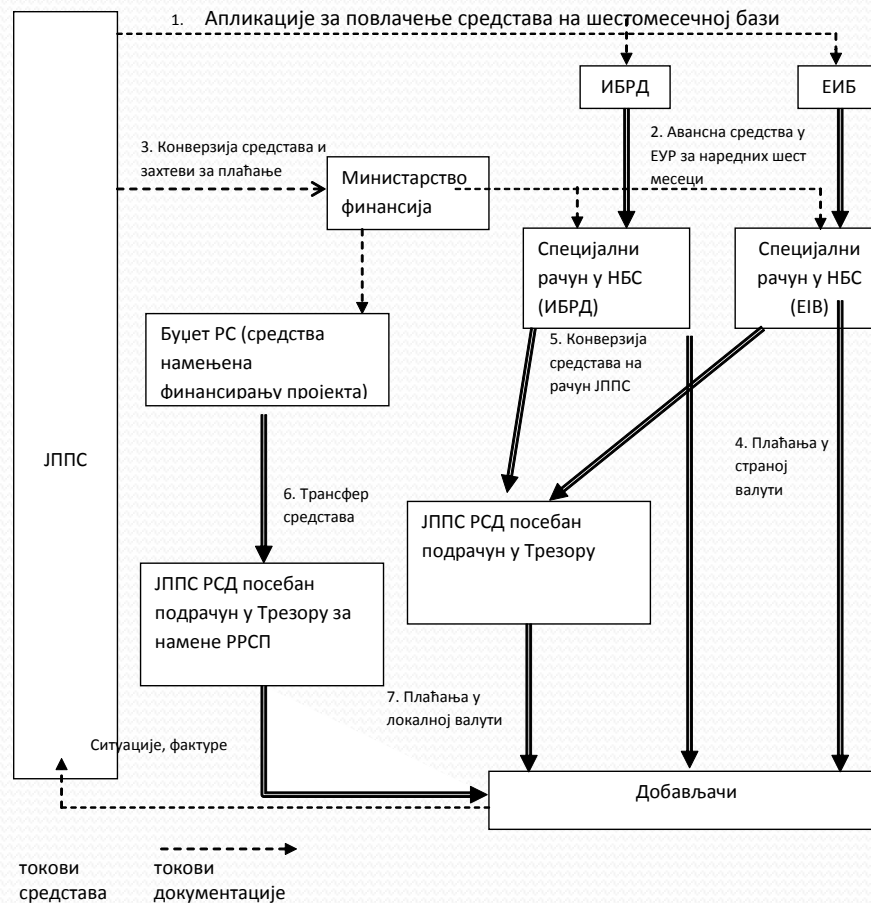 1. Апликације за повлачење средстава на шестомесечној бази
ИБРД
ЕИБ
2. Авансна средства у
ЕУР за наредних шест
месеци
3. Конверзија средстава и
захтеви за плаћање
Министарство
финансија
Специјални
рачун у НБС
(ИБРД)
Специјални
рачун у НБС
(EIB)
Буџет РС (средства
намењена
финансирању пројекта)
5. Конверзија
средстава на
рачун ЈППС
ЈППС
4. Плаћања у
страној
валути
6. Трансфер
средстава
ЈППС РСД посебан
подрачун у Трезору
ЈППС РСД посебан
подрачун у Трезору за
намене РРСП
7. Плаћања у
локалној валути
Ситуације, фактуре
Добављачи
токови
средстава
токови
документације